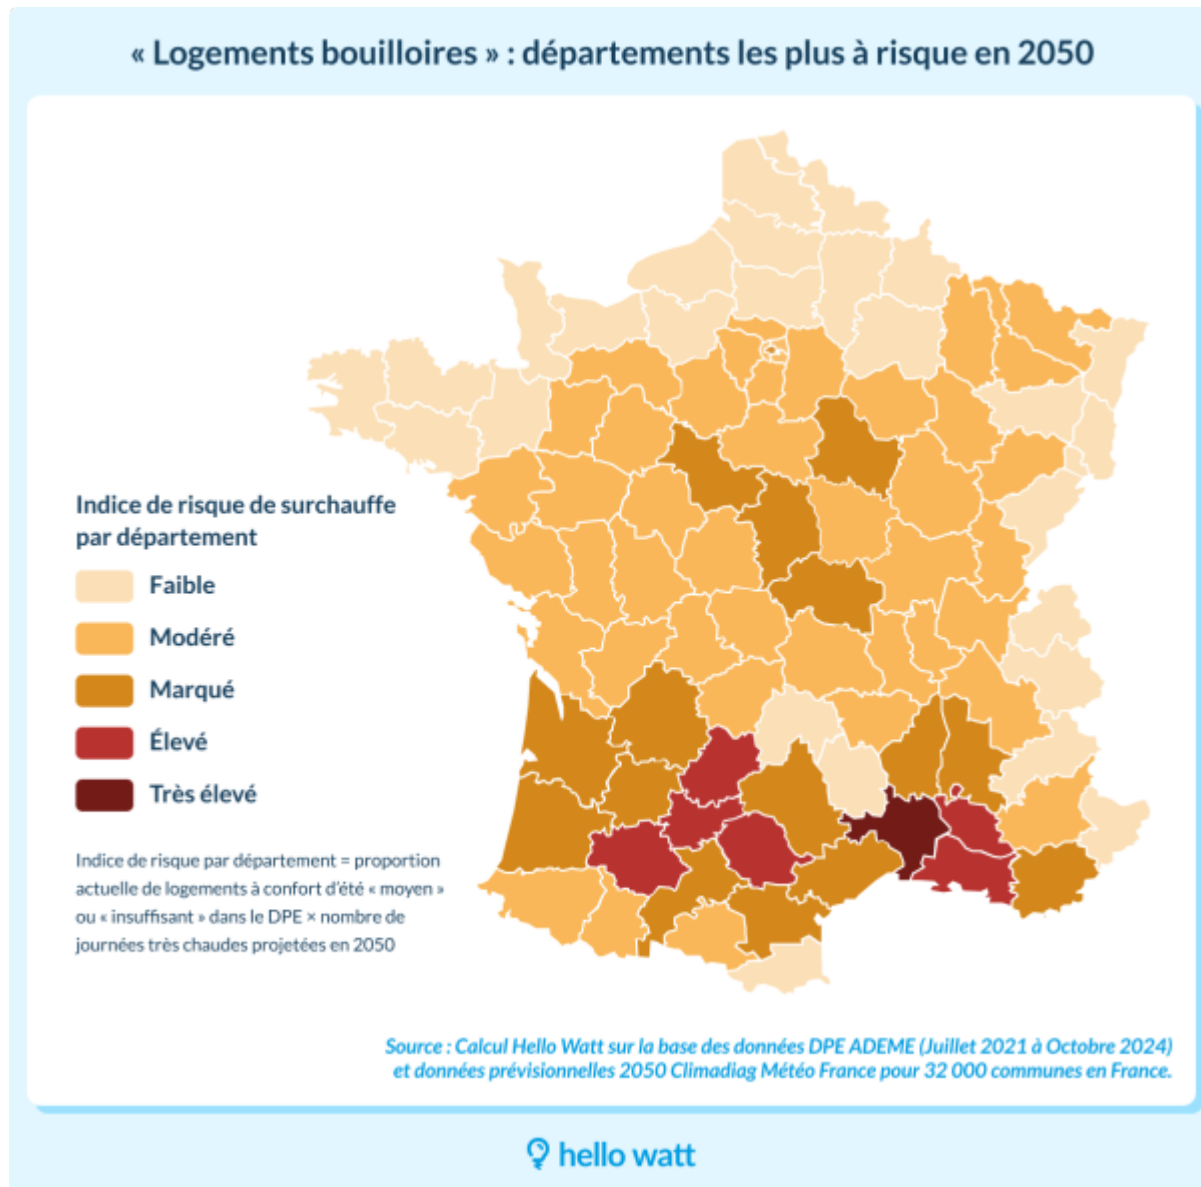 « Logements bouilloires » : départements les plus à risque en 2050
Indice de risque de surchauffe
par département
Faible
Modéré
Marqué
Élevé
Très élevé
Indice de risque par département = proportion
actuelle de logements à confort d’été « moyen »
ou « insuffisant » dans le DPE × nombre de
journées très chaudes projetées en 2050
Source : Calcul Hello Watt sur la base des données DPE ADEME (Juillet 2021 à Octobre 2024)
et données prévisionnelles 2050 Climadiag Météo France pour 32 000 communes en France.
hello watt